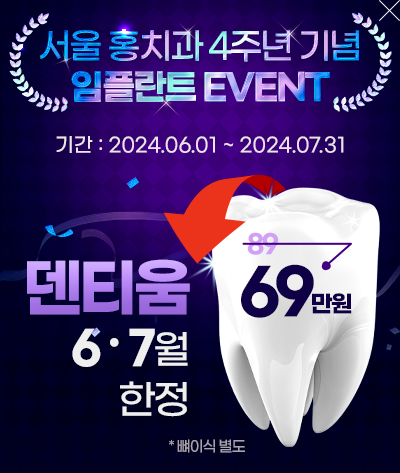 서울 홍치과 4주년 기념
임플란트 EVENT
기간 : 2024.06.01 ~ 2024.07.31
89
69만원
덴티움
6·7월
한정
* 뼈이식 별도